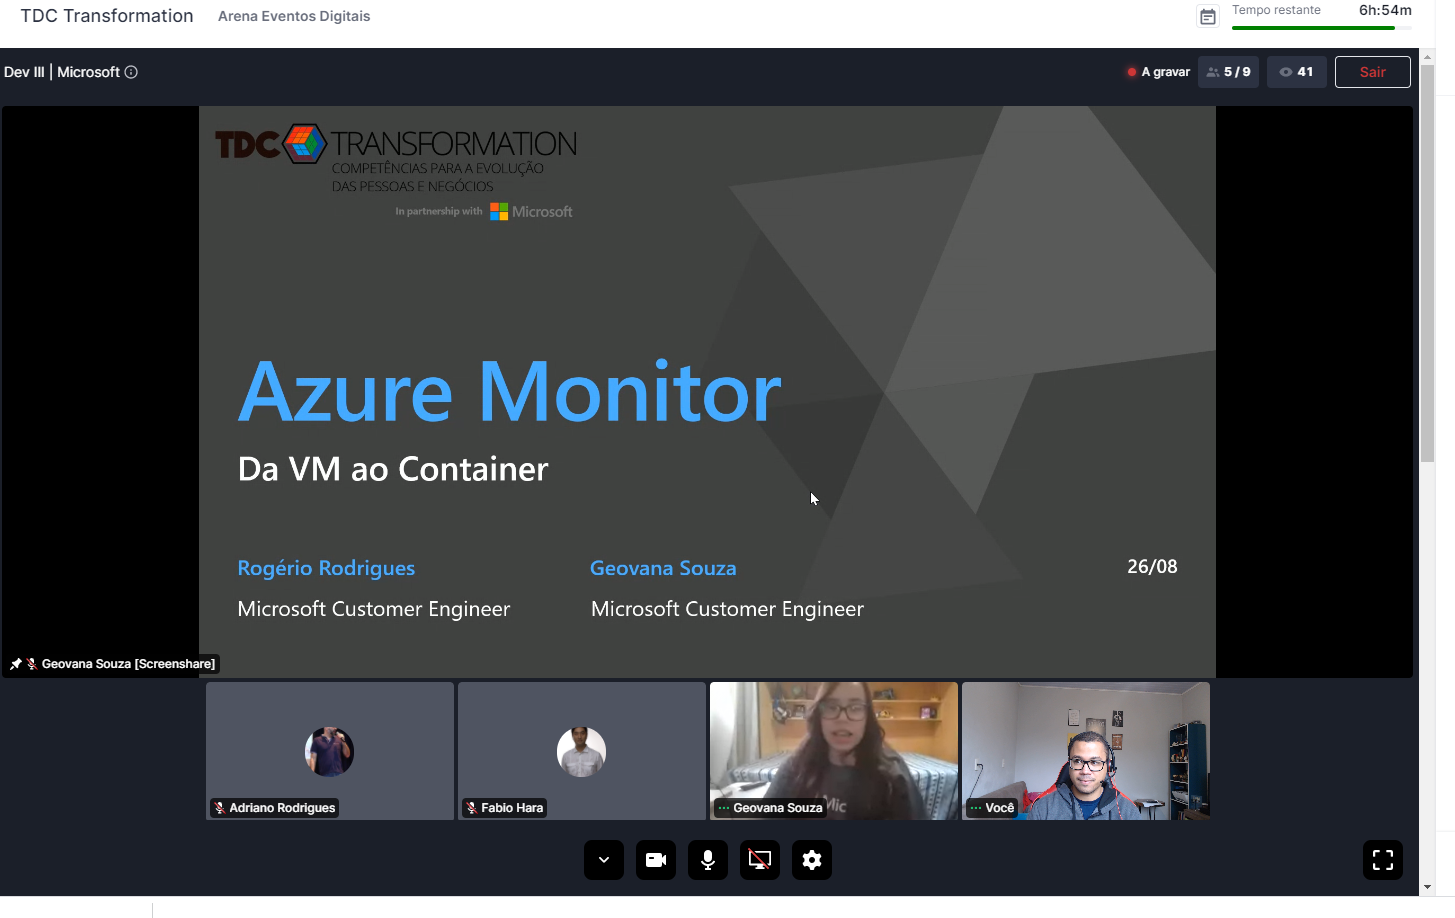 TDC Transformation
Arena Eventos Digitais
Tempo restante
6h:54m
Dev III | Microsoft
A gravar
5 / 9
41
Sair
TDC TRANSFORMATION
COMPETÊNCIAS PARA A EVOLUÇÃO
DAS PESSOAS E NEGÓCIOS
In partnership with Microsoft
Azure Monitor
Da VM ao Container
Rogério Rodrigues
Microsoft Customer Engineer
Geovana Souza
Microsoft Customer Engineer
26/08
Geovana Souza [Screenshare]
Adriano Rodrigues
Fabio Hara
Geovana Souza
Você